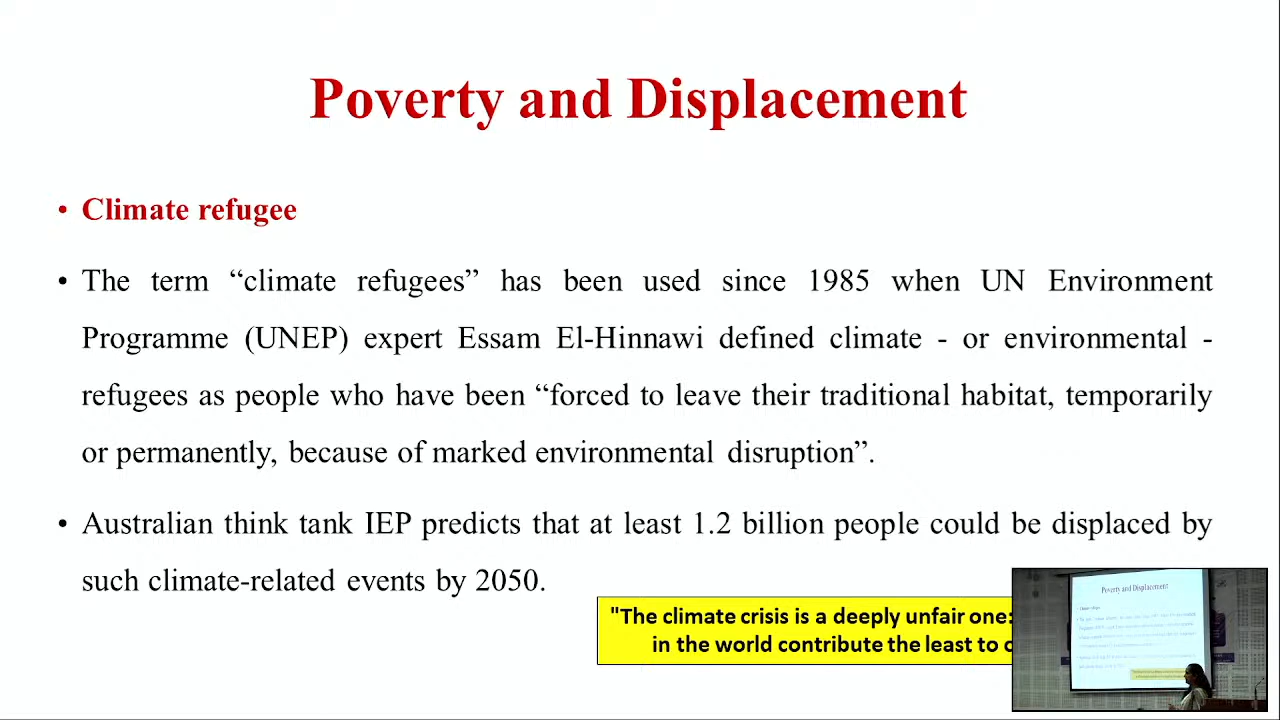 Poverty and Displacement
• Climate refugee
• The term “climate refugees” has been used since 1985 when UN Environment
Programme (UNEP) expert Essam El-Hinnawi defined climate - or environmental -
refugees as people who have been “forced to leave their traditional habitat, temporarily
or permanently, because of marked environmental disruption”.
• Australian think tank IEP predicts that at least 1.2 billion people could be displaced by
such climate-related events by 2050.
"The climate crisis is a deeply unfair one:
in the world contribute the least to
Poverty and Displacement